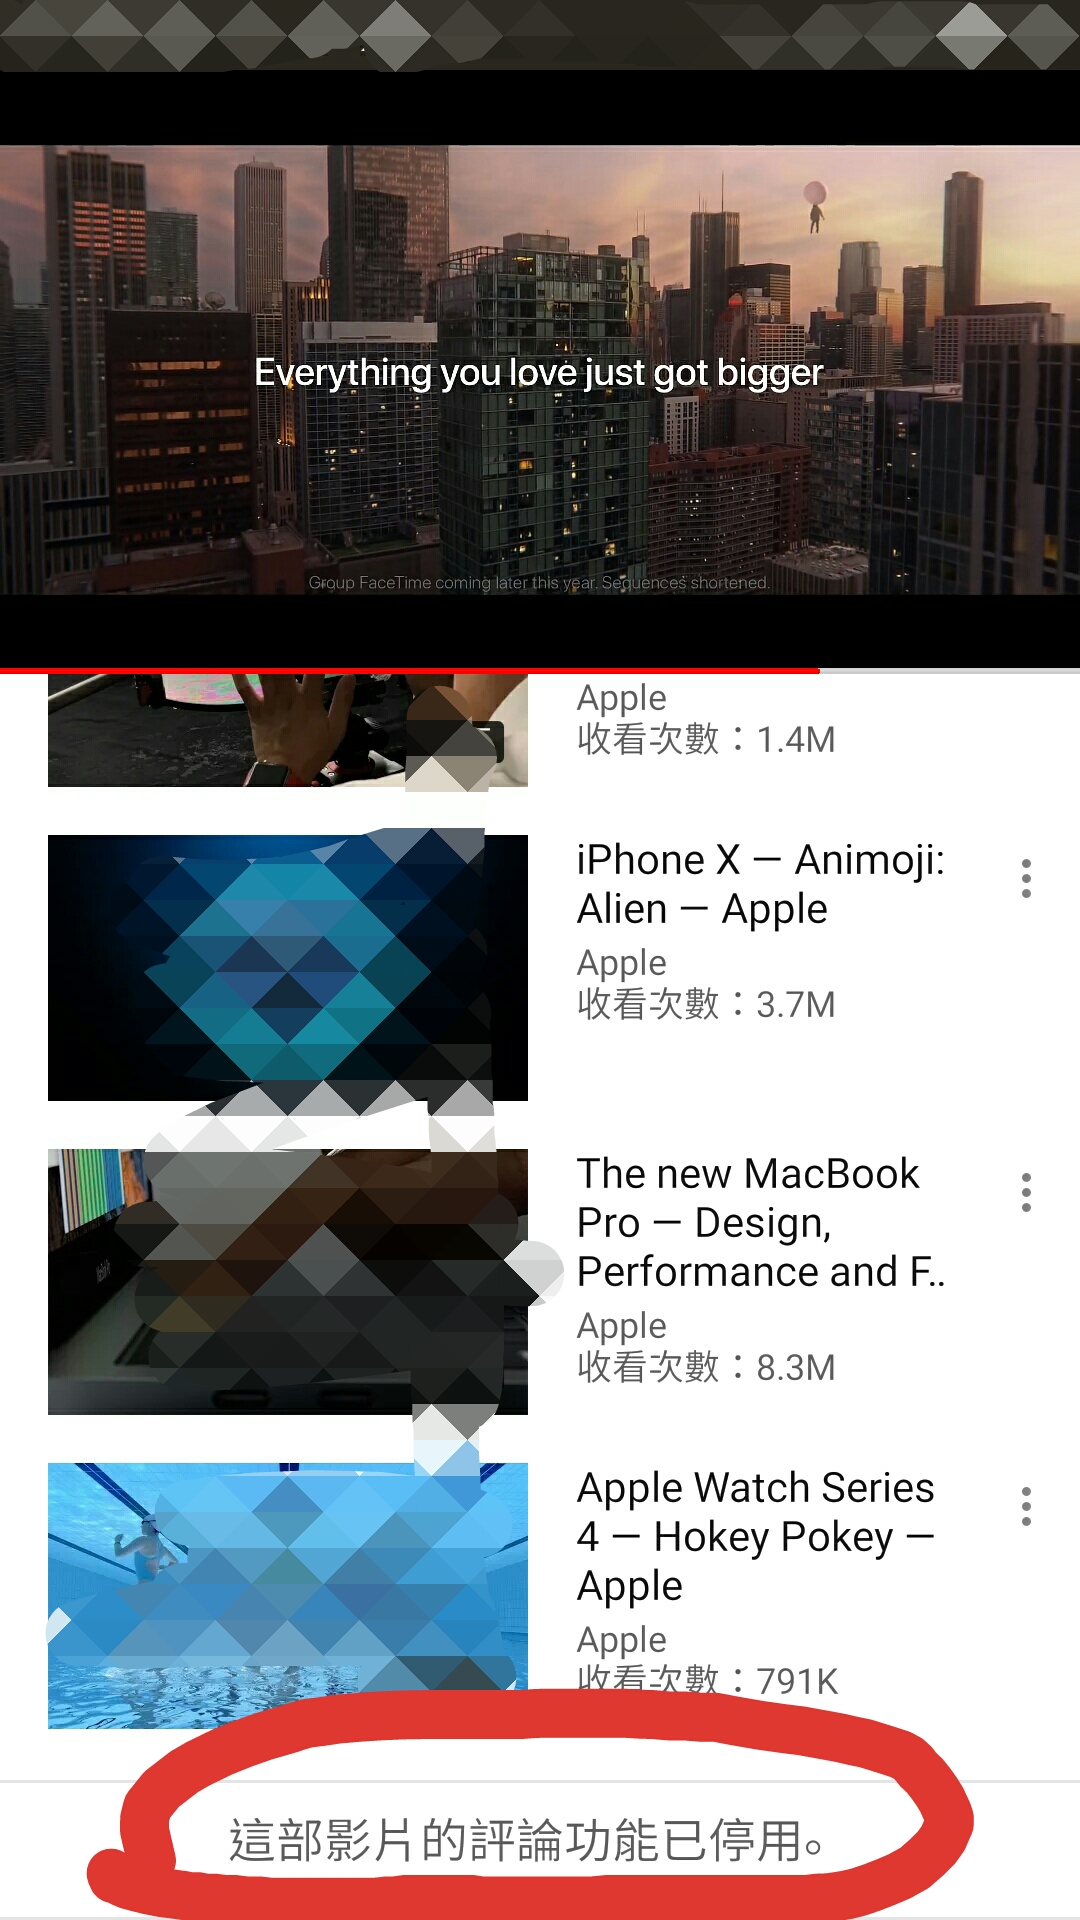 Everything you love just got bigger
Group FaceTime coming later this year. Sequences shortened.
Apple
收看次數：1.4M
iPhone X — Animoji:
Alien — Apple
Apple
收看次數：3.7M
The new MacBook
Pro — Design,
Performance and F..
Apple
收看次數：8.3M
Apple Watch Series
4 — Hokey Pokey —
Apple
Apple
收看次數：791K
這部影片的評論功能已停用。